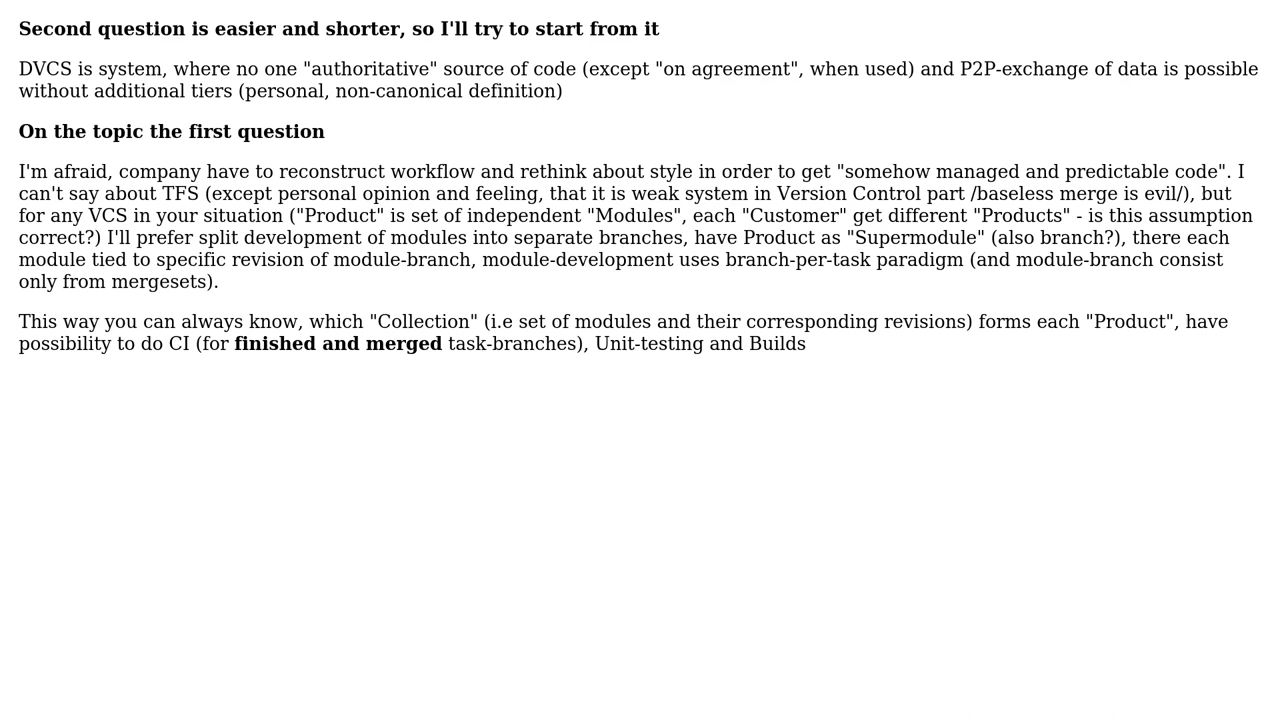 Second question is easier and shorter, so I'll try to start from it
DVCS is system, where no one "authoritative" source of code (except "on agreement", when used) and P2P-exchange of data is possible
without additional tiers (personal, non-canonical definition)
On the topic the first question
I'm afraid, company have to reconstruct workflow and rethink about style in order to get "somehow managed and predictable code". I
can't say about TFS (except personal opinion and feeling, that it is weak system in Version Control part /baseless merge is evil/), but
for any VCS in your situation ("Product" is set of independent "Modules", each "Customer" get different "Products" - is this assumption
correct?) I'll prefer split development of modules into separate branches, have Product as "Supermodule" (also branch?), there each
module tied to specific revision of module-branch, module-development uses branch-per-task paradigm (and module-branch consist
only from mergesets).
This way you can always know, which "Collection" (i.e set of modules and their corresponding revisions) forms each "Product", have
possibility to do CI (for finished and merged task-branches), Unit-testing and Builds